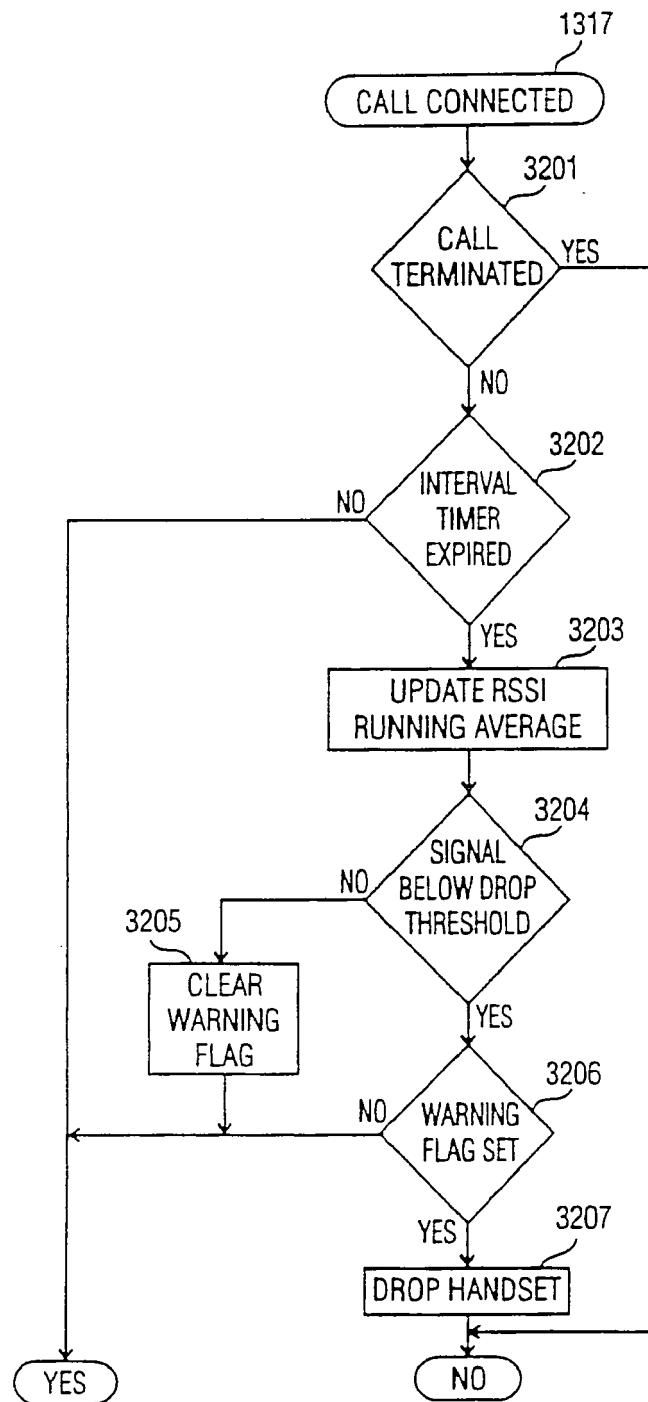 1317
CALL CONNECTED
3201
CALL
TERMINATED
YES
NO
3202
NO
INTERVAL
TIMER
EXPIRED
YES
3203
UPDATE RSSI
RUNNING AVERAGE
3204
NO
SIGNAL
BELOW DROP
THRESHOLD
3205
CLEAR
WARNING
FLAG
YES
3206
NO
WARNING
FLAG SET
YES
3207
DROP HANDSET
YES
NO